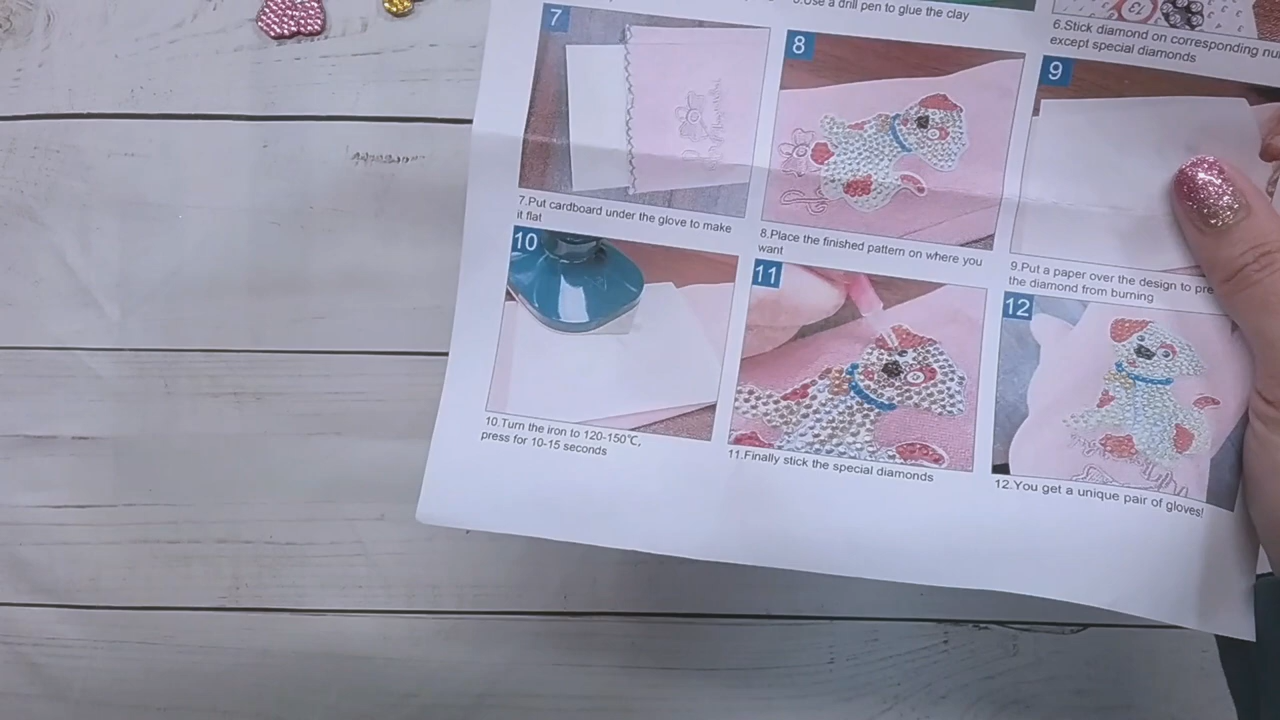 5.Use a drill pen to glue the clay
6.Stick diamond on corresponding
except special diamonds
7
8
9
7.Put cardboard under the glove to make
it flat
8.Place the finished pattern on where you
want
9.Put a paper over the design to
the diamond from burning
10
11
12
10.Turn the iron to 120-150℃,
press for 10-15 seconds
11.Finally stick the special diamonds
12.You get a unique pair of gloves!